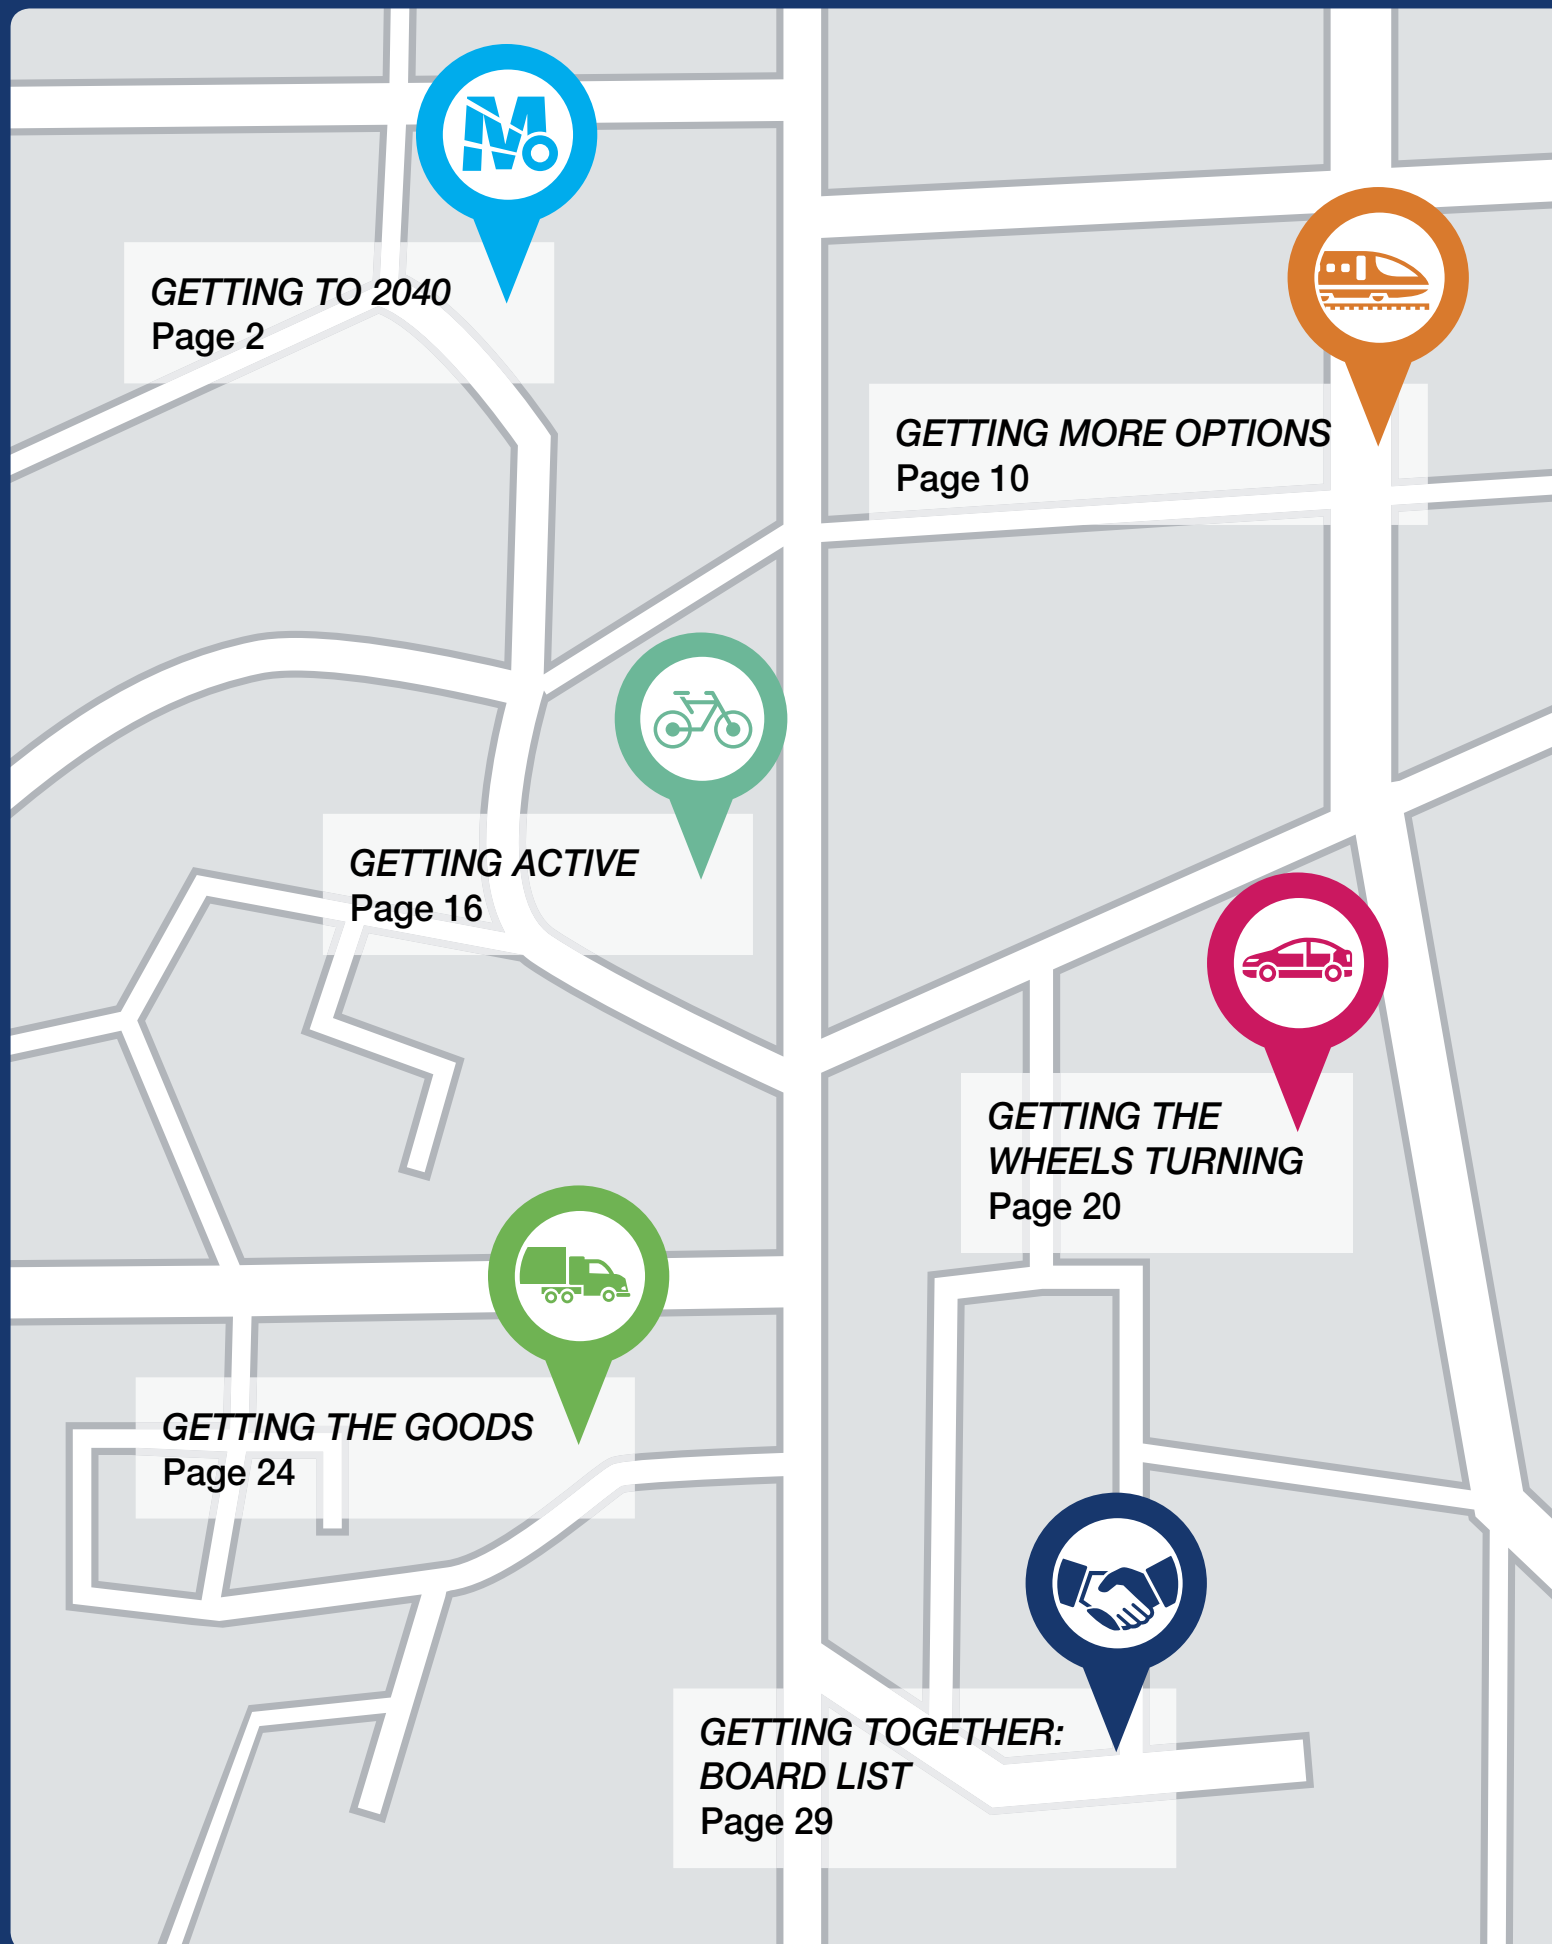 Mo
GETTING TO 2040
Page 2
GETTING MORE OPTIONS
Page 10
GETTING ACTIVE
Page 16
GETTING THE
WHEELS TURNING
Page 20
GETTING THE GOODS
Page 24
GETTING TOGETHER:
BOARD LIST
Page 29